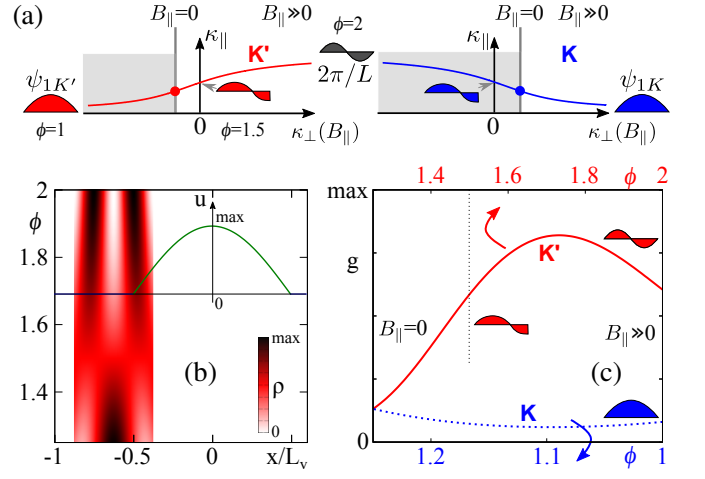 (a)
B∥=0 B∥≫0
κ∥ K'
ψ1K'
ϕ=1
0 ϕ=1.5 κ⊥(B∥)
ϕ=2
2π/L
B∥=0 B∥≫0
κ∥ K
ψ1K
0 κ⊥(B∥)
2
ϕ
1.8
1.6
1.4
u
max
0
max
ρ
0
(b)
-1 -0.5 0 x/Lv
1.4 1.6 1.8 ϕ 2
max
g
K'
B∥=0 B∥≫0
(c)
K
0
1.2 1.1 ϕ 1